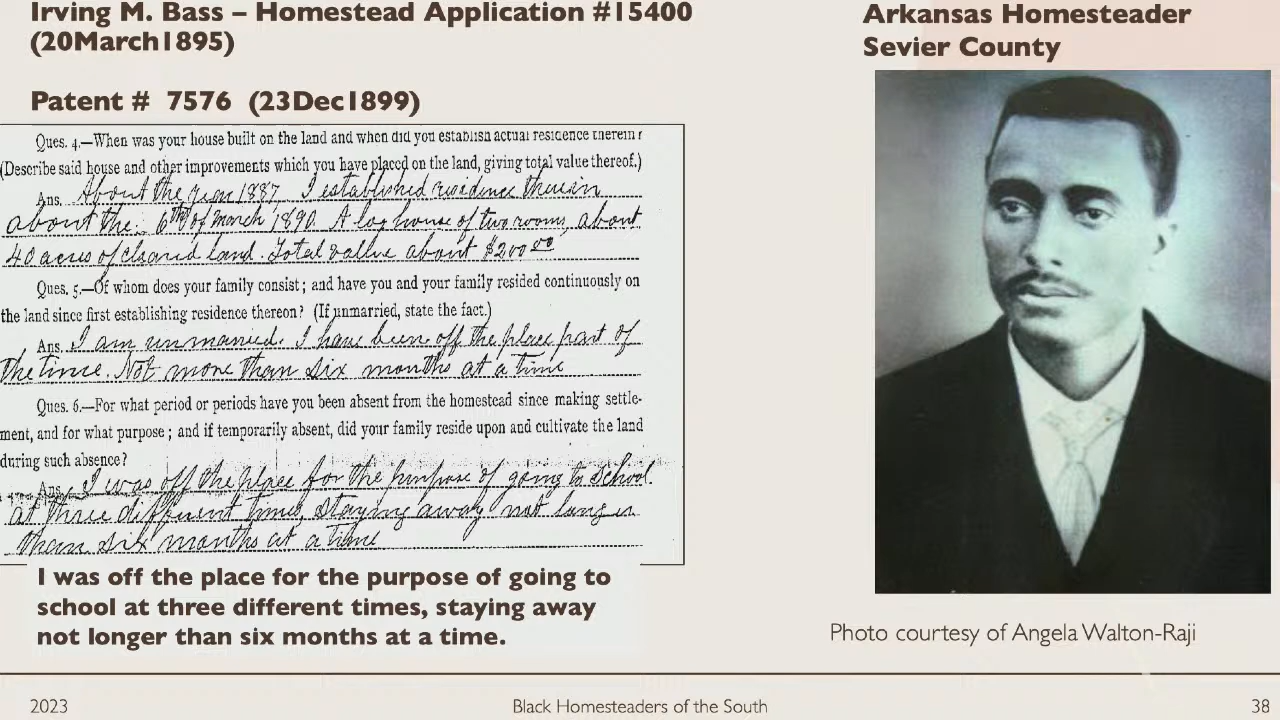 Irving M. Bass – Homestead Application #15400
(20March1895)
Patent # 7576 (23Dec1899)
Arkansas Homesteader
Sevier County
Ques. 4.—When was your house built on the land and when did you establish actual residence therein?
(Describe said house and other improvements which you have placed on the land, giving total value thereof.)
Ans. About the year 1887. I established residence therein
about the 6th of March 1890. A log house of two rooms, about
40 acres of cleared land. Total value about $200.00
Ques. 5.—Of whom does your family consist; and have you and your family resided continuously on
the land since first establishing residence thereon? (If unmarried, state the fact.)
Ans. I am unmarried. I have been off the place part of
the time. Not more than six months at a time
Ques. 6.—For what period or periods have you been absent from the homestead since making settle-
ment, and for what purpose; and if temporarily absent, did your family reside upon and cultivate the land
during such absence?
Ans. I was off the place for the purpose of going to school.
at three different times, staying away not longer
than six months at a time
I was off the place for the purpose of going to
school at three different times, staying away
not longer than six months at a time.
Photo courtesy of Angela Walton-Raji
2023
Black Homesteaders of the South
38